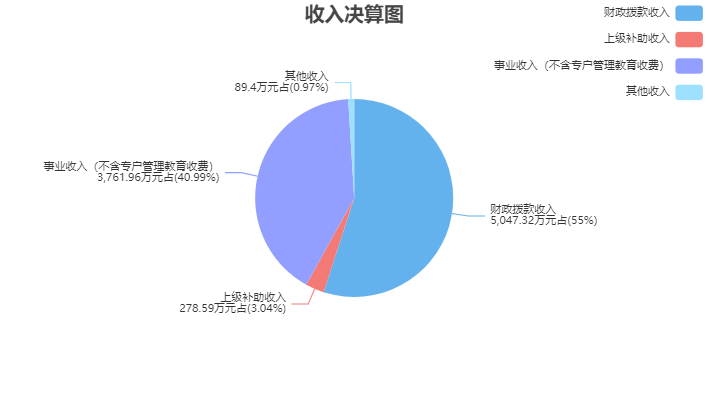 收入决算图
财政拨款收入
上级补助收入
事业收入（不含专户管理教育收费）
其他收入
其他收入
89.4万元占(0.97%)
事业收入（不含专户管理教育收费）
3,761.96万元占(40.99%)
财政拨款收入
5,047.32万元占(55%)
上级补助收入
278.59万元占(3.04%)